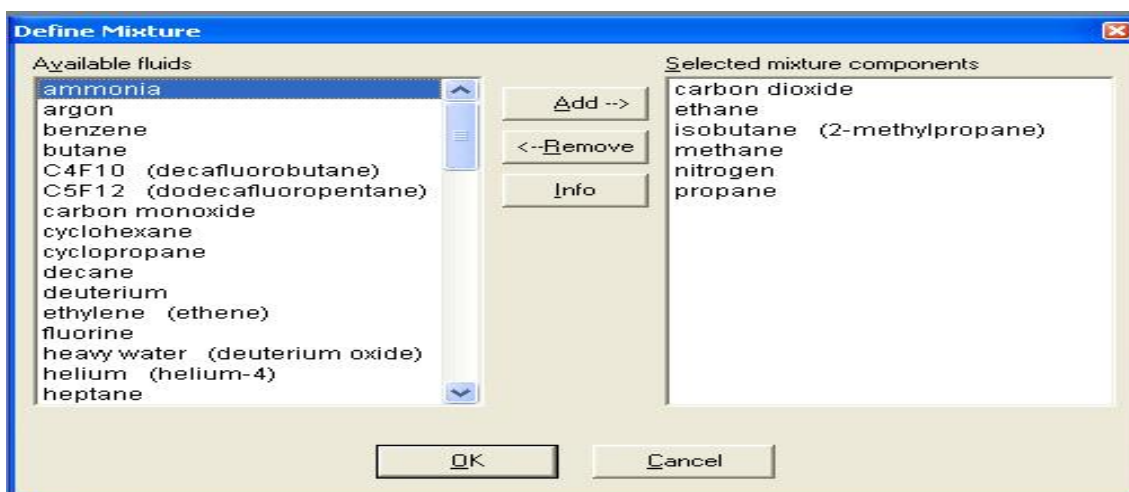 Define Mixture
Available fluids
ammonia
argon
benzene
butane
C4F10 (decafluorobutane)
C5F12 (dodecafluoropentane)
carbon monoxide
cyclohexane
cyclopropane
decane
deuterium
ethylene (ethene)
fluorine
heavy water (deuterium oxide)
helium (helium-4)
heptane
Add -->
<--Remove
Info
Selected mixture components
carbon dioxide
ethane
isobutane (2-methylpropane)
methane
nitrogen
propane
OK
Cancel